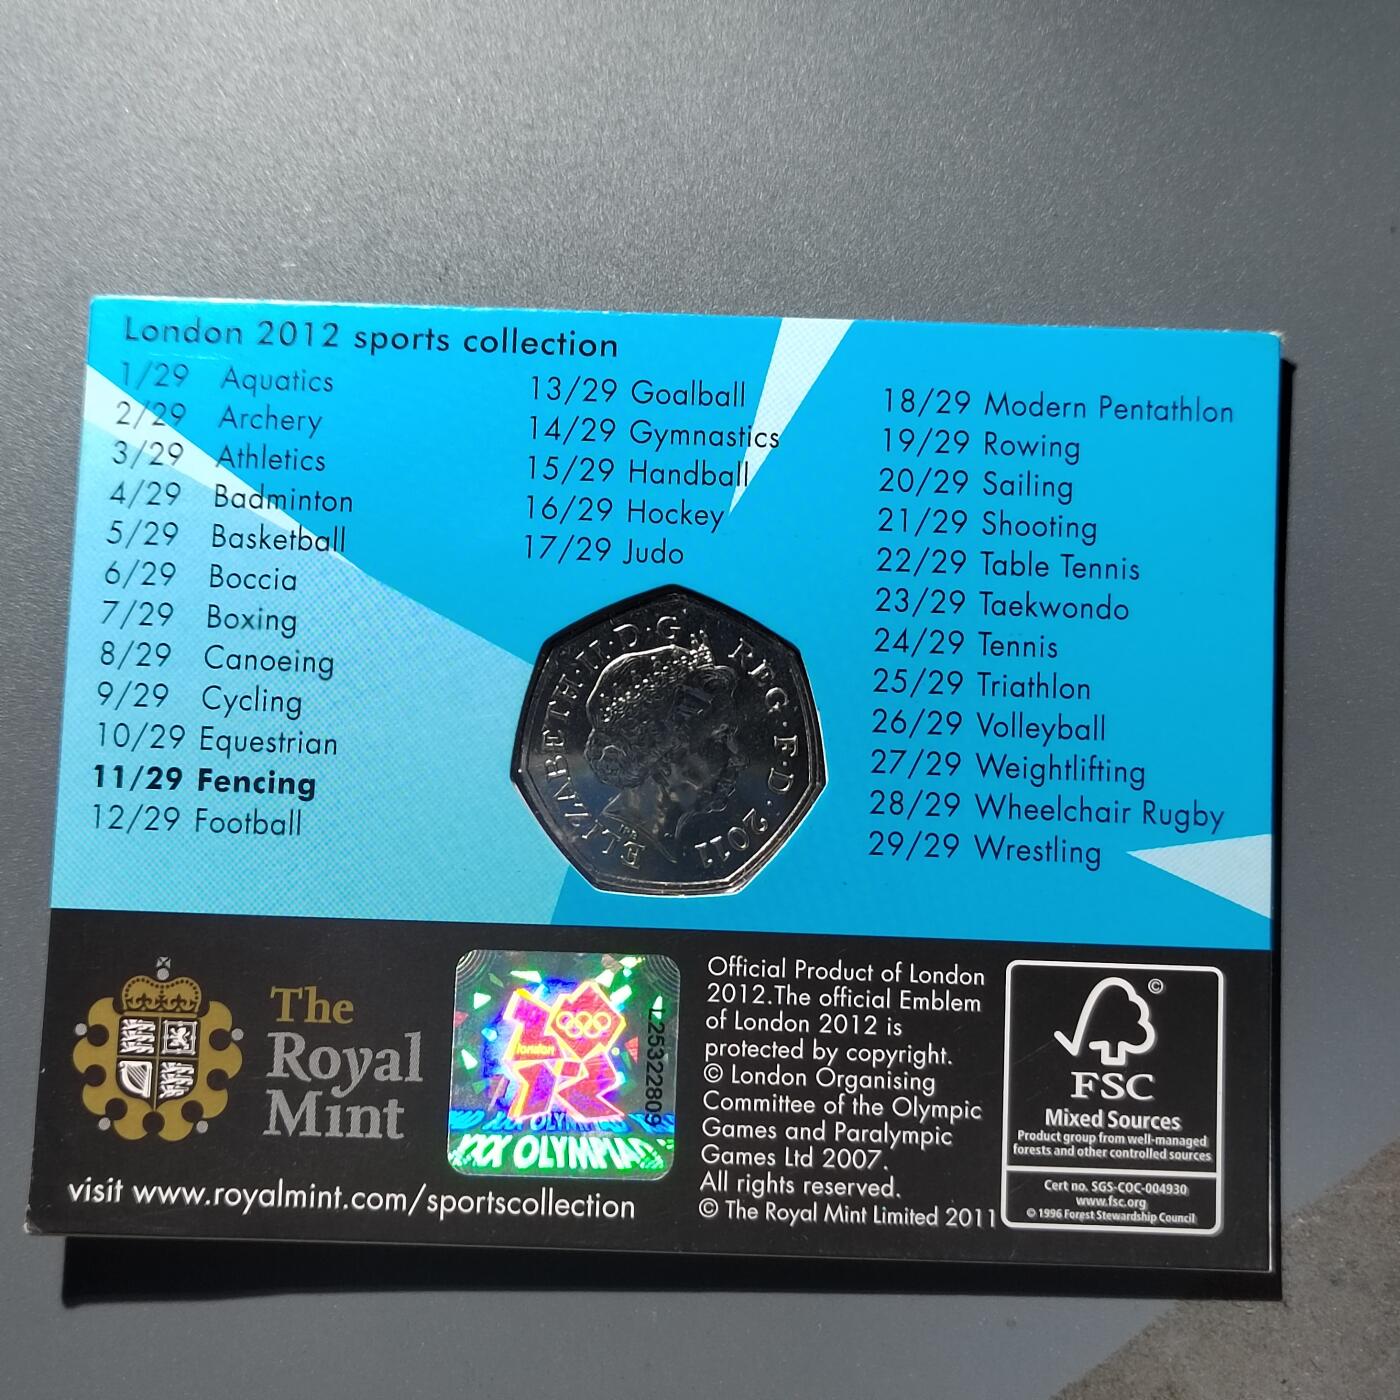 London 2012 sports collection
1/29 Aquatics
2/29 Archery
3/29 Athletics
4/29 Badminton
5/29 Basketball
6/29 Boccia
7/29 Boxing
8/29 Canoeing
9/29 Cycling
10/29 Equestrian
11/29 Fencing
12/29 Football
13/29 Goalball
14/29 Gymnastics
15/29 Handball
16/29 Hockey
17/29 Judo
18/29 Modern Pentathlon
19/29 Rowing
20/29 Sailing
21/29 Shooting
22/29 Table Tennis
23/29 Taekwondo
24/29 Tennis
25/29 Triathlon
26/29 Volleyball
27/29 Weightlifting
28/29 Wheelchair Rugby
29/29 Wrestling
ELIZABETH·II·D·G REG·F·D·2011
The
Royal
Mint
visit www.royalmint.com/sportscollection
london
XXX OLYMPIAD
L25322809
Official Product of London
2012.The official Emblem
of London 2012 is
protected by copyright.
© London Organising
Committee of the Olympic
Games and Paralympic
Games Ltd 2007.
All rights reserved.
© The Royal Mint Limited 2011
©
FSC
Mixed Sources
Product group from well-managed
forests and other controlled sources
Cert no. SGS-COC-004930
www.fsc.org
© 1996 Forest Stewardship Council